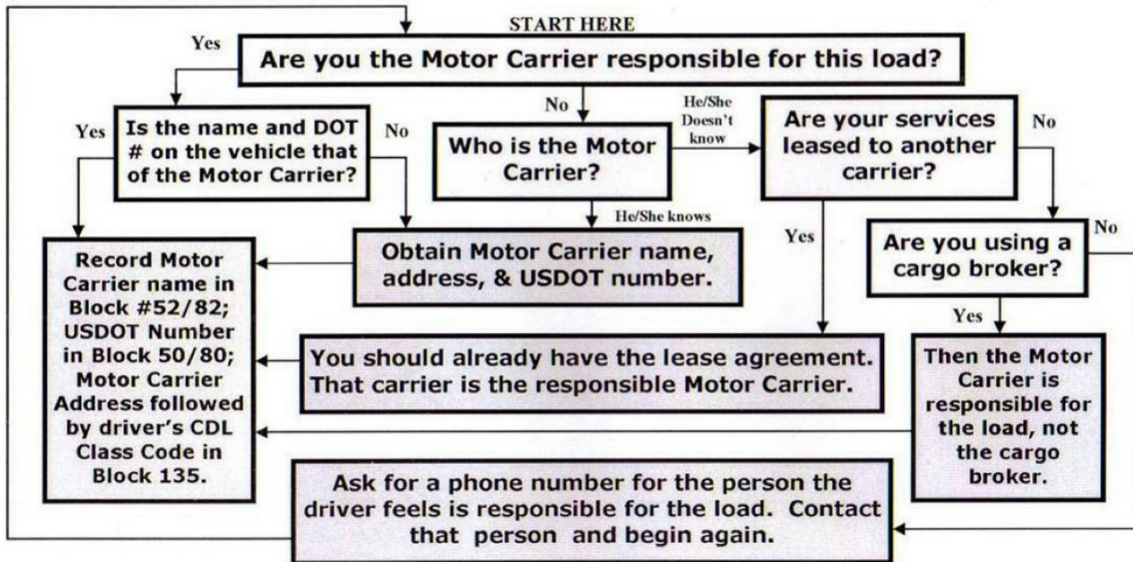 START HERE
Yes
Are you the Motor Carrier responsible for this load?
No
He/She
Doesn't
know
Yes
Is the name and DOT
# on the vehicle that
of the Motor Carrier?
No
Who is the Motor
Carrier?
Are your services
leased to another
carrier?
No
He/She knows
Yes
Obtain Motor Carrier name,
address, & USDOT number.
Are you using a
cargo broker?
No
Yes
Record Motor
Carrier name in
Block #52/82;
USDOT Number
in Block 50/80;
Motor Carrier
Address followed
by driver's CDL
Class Code in
Block 135.
You should already have the lease agreement.
That carrier is the responsible Motor Carrier.
Then the Motor
Carrier is
responsible for
the load, not
the cargo
broker.
Ask for a phone number for the person the
driver feels is responsible for the load.  Contact
that  person  and begin again.